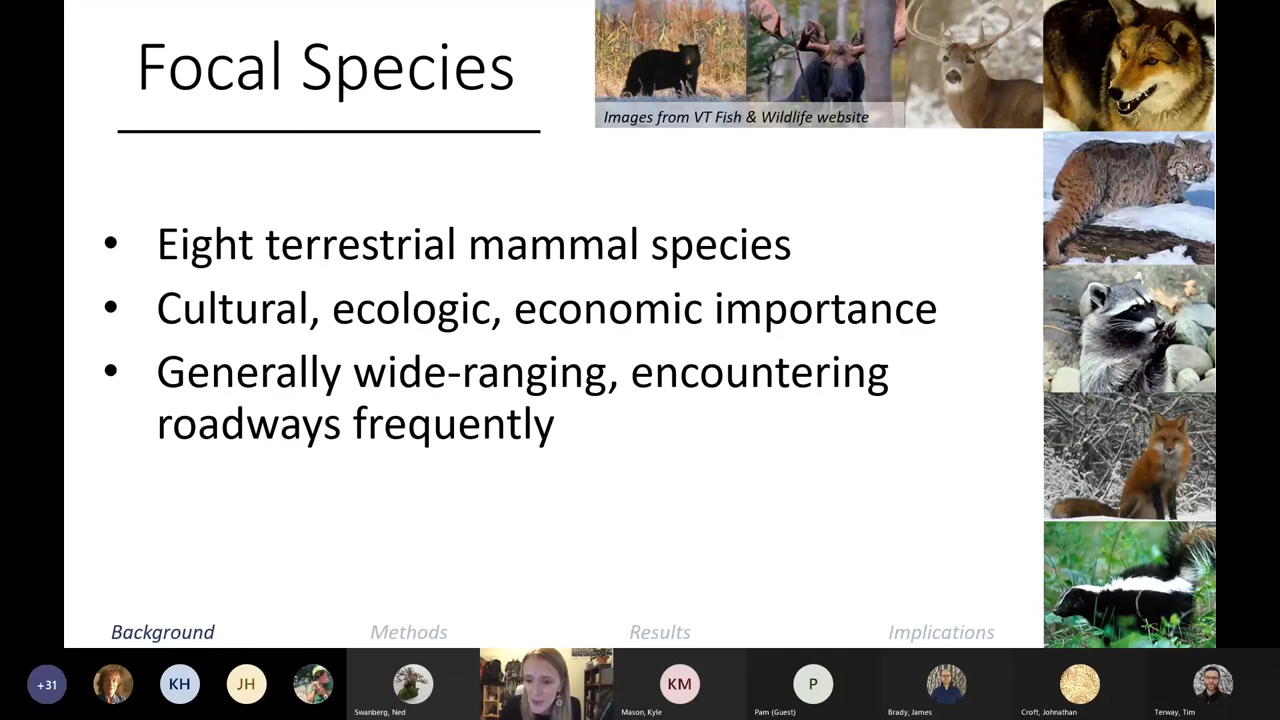 Focal Species
Images from VT Fish & Wildlife website
• Eight terrestrial mammal species
• Cultural, ecologic, economic importance
• Generally wide-ranging, encountering
roadways frequently
Background
Methods
Results
Implications
+31
KH
JH
Swanberg, Ned
KM
Mason, Kyle
P
Pam (Guest)
Brady, James
Croft, Johnathan
Terway, Tim